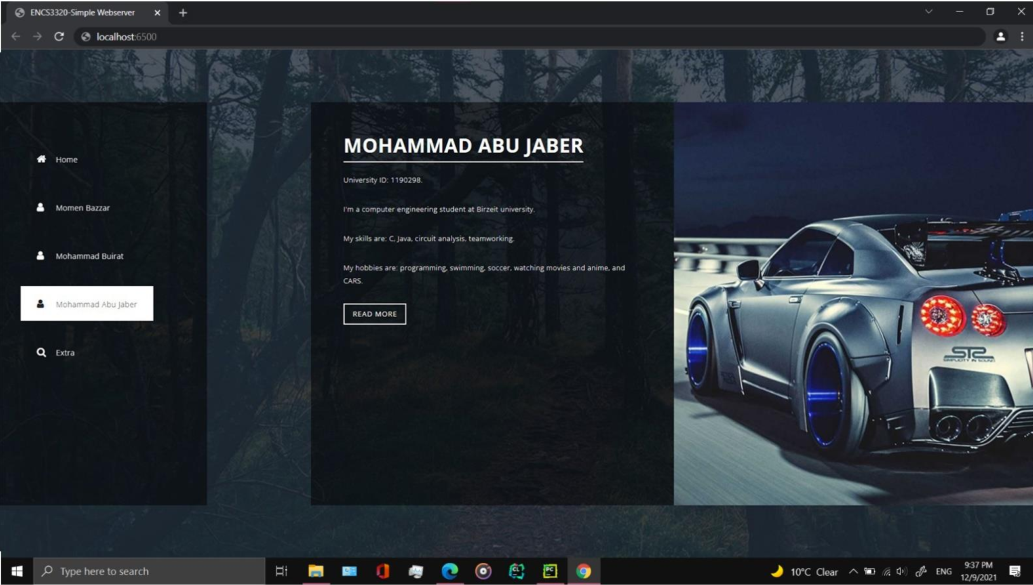 ENCS3320-Simple Webserver
localhost:6500
Home
Momen Bazzar
Mohammad Buirat
Mohammad Abu Jaber
Extra
MOHAMMAD ABU JABER
University ID: 1190298.
I'm a computer engineering student at Birzeit university.
My skills are: C, Java, circuit analysis, teamworking.
My hobbies are: programming, swimming, soccer, watching movies and anime, and
CARS.
READ MORE
Type here to search
10°C Clear
ENG
9:37 PM
12/9/2021